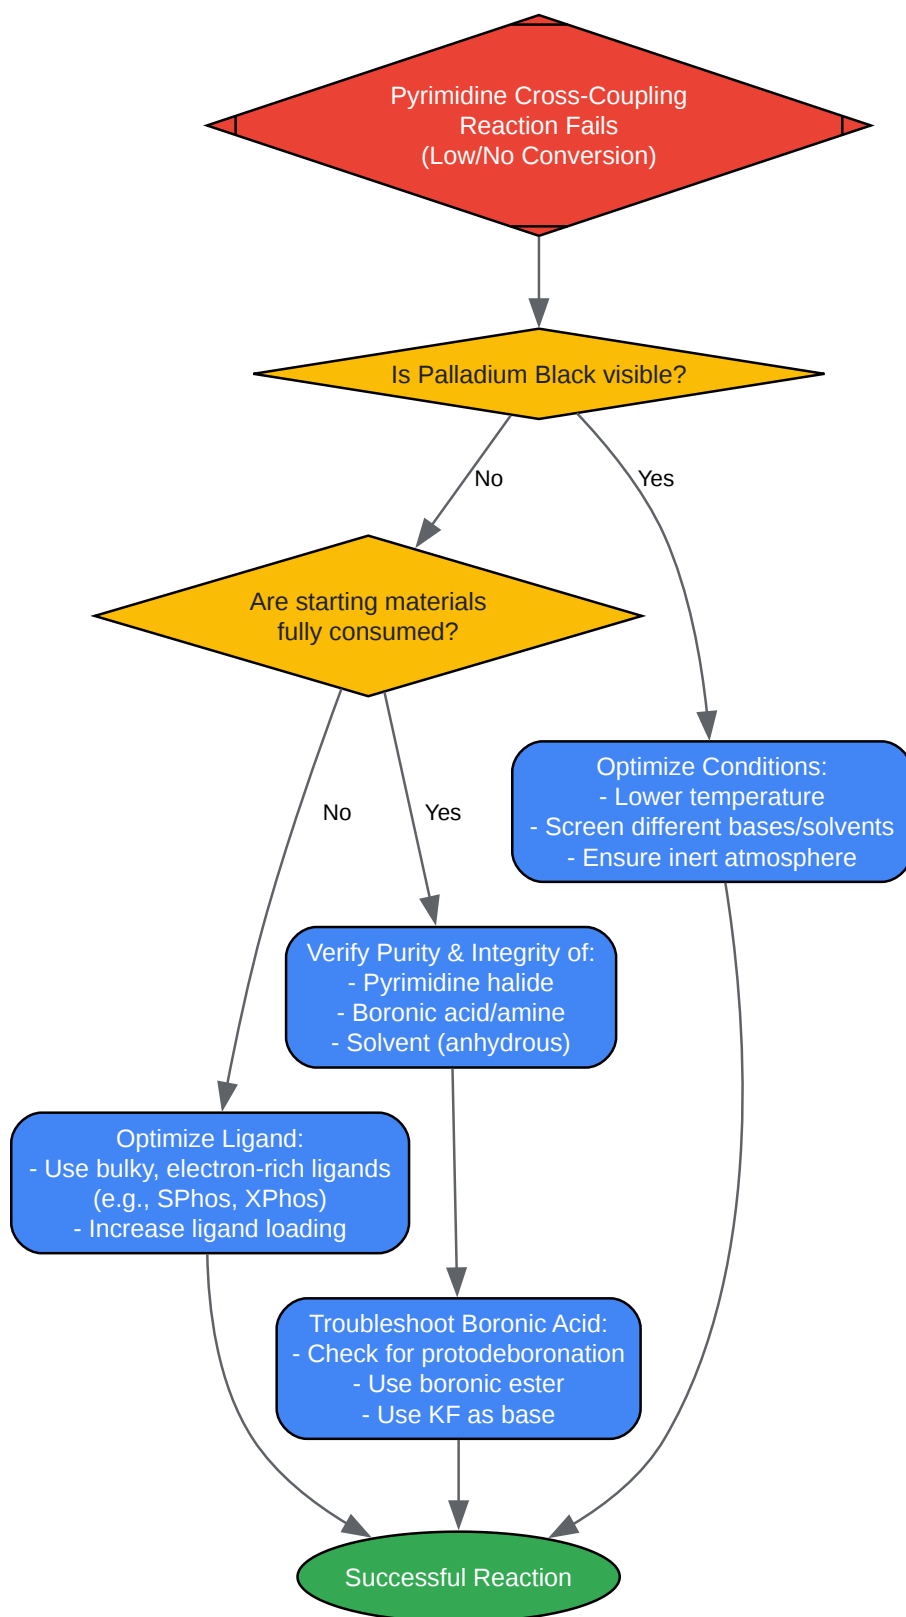 Pyrimidine Cross-Coupling
Reaction Fails
(Low/No Conversion)
Is Palladium Black visible?
No
Yes
Are starting materials
fully consumed?
No
Yes
Optimize Conditions:
- Lower temperature
- Screen different bases/solvents
- Ensure inert atmosphere
Verify Purity & Integrity of:
- Pyrimidine halide
- Boronic acid/amine
- Solvent (anhydrous)
Optimize Ligand:
- Use bulky, electron-rich ligands
(e.g., SPhos, XPhos)
- Increase ligand loading
Troubleshoot Boronic Acid:
- Check for protodeboronation
- Use boronic ester
- Use KF as base
Successful Reaction